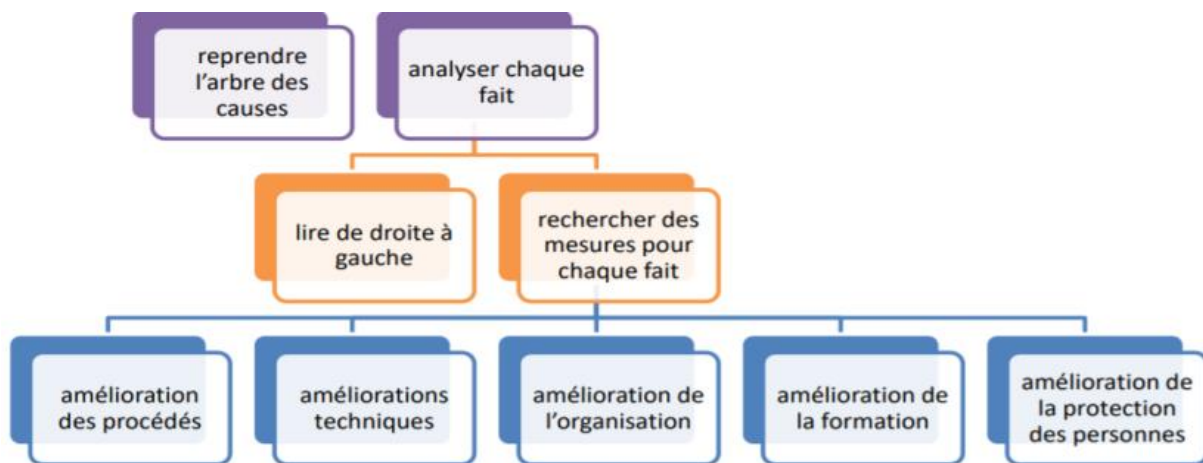 reprendre
l'arbre des
causes
analyser chaque
fait
lire de droite à
gauche
rechercher des
mesures pour
chaque fait
amélioration
des procédés
améliorations
techniques
amélioration de
l'organisation
amélioration de
la formation
amélioration de
la protection
des personnes